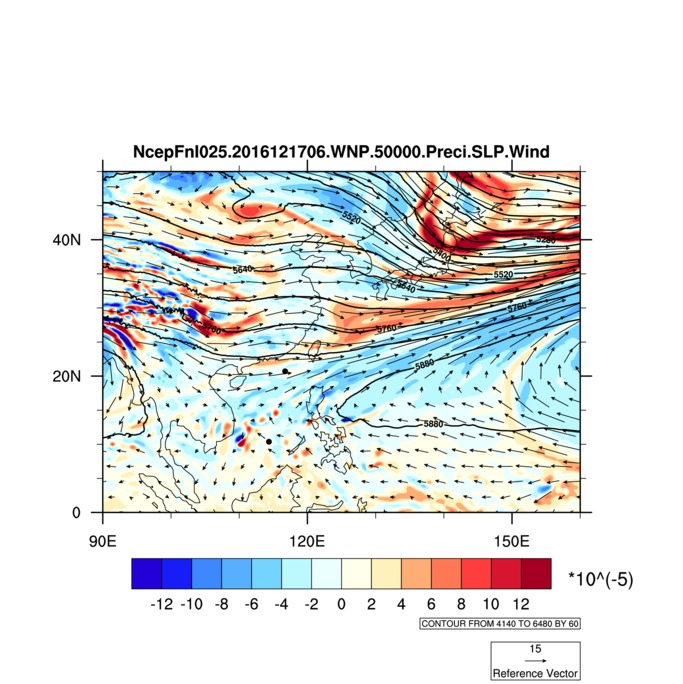 NcepFnl025.2016121706.WNP.50000.Preci.SLP.Wind
5520
40N
5280
5400
5640
5520
5640
5760
5760
5760
5880
20N
5880
0
90E 120E 150E
*10^(-5)
-12 -10 -8 -6 -4 -2 0 2 4 6 8 10 12
CONTOUR FROM 4140 TO 6480 BY 60
15
Reference Vector